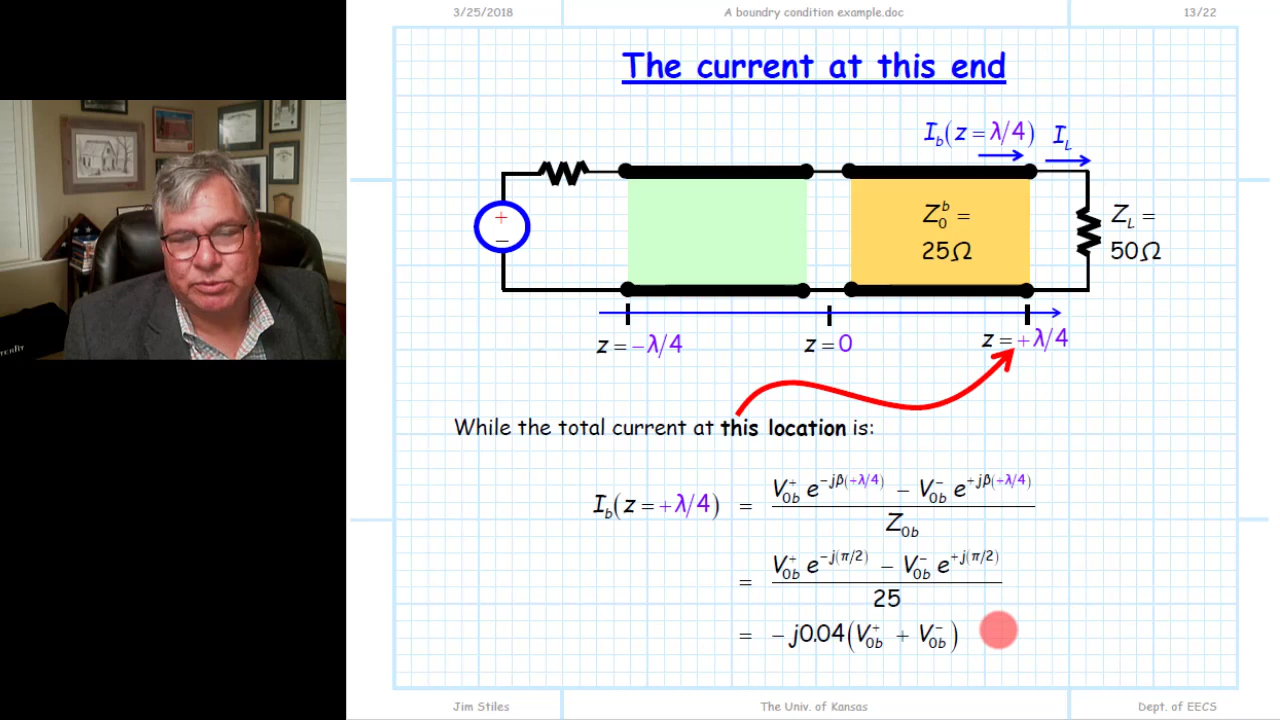 3/25/2018
A boundry condition example.doc
13/22
The current at this end
I_b(z = λ/4) I_L
+
−
Z_0^b =
25Ω
Z_L =
50Ω
z = −λ/4
z = 0
z = +λ/4
While the total current at this location is:
I_b(z = +λ/4) = (V_0b^+ e^{−jβ(+λ/4)} − V_0b^− e^{+jβ(+λ/4)}) / Z_0b
= (V_0b^+ e^{−j(π/2)} − V_0b^− e^{+j(π/2)}) / 25
= −j0.04(V_0b^+ + V_0b^−)
Jim Stiles
The Univ. of Kansas
Dept. of EECS